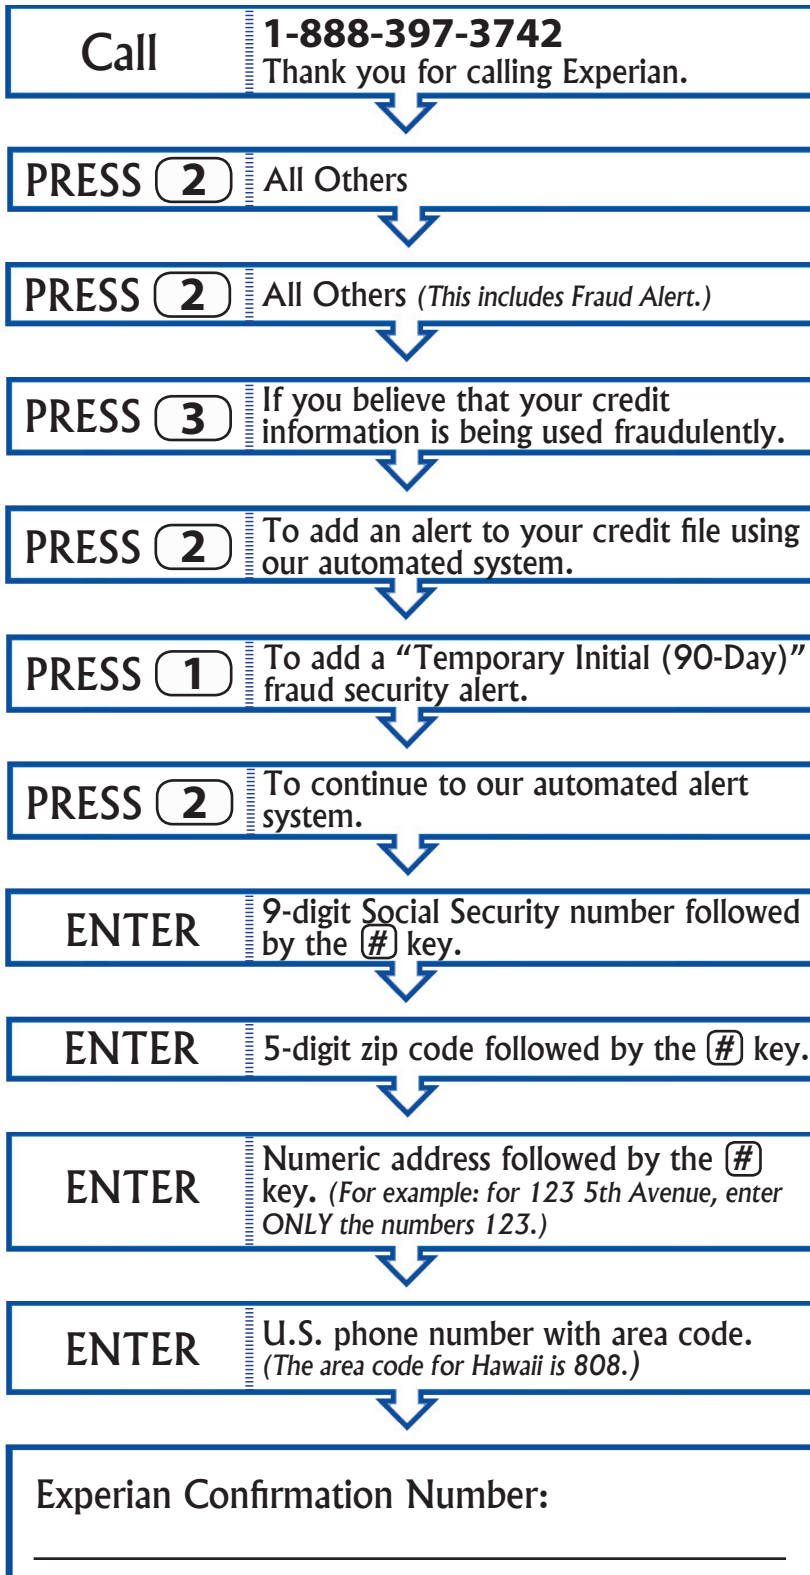 Call
1-888-397-3742
Thank you for calling Experian.
PRESS 2
All Others
PRESS 2
All Others (This includes Fraud Alert.)
PRESS 3
If you believe that your credit
information is being used fraudulently.
PRESS 2
To add an alert to your credit file using
our automated system.
PRESS 1
To add a “Temporary Initial (90-Day)”
fraud security alert.
PRESS 2
To continue to our automated alert
system.
ENTER
9-digit Social Security number followed
by the # key.
ENTER
5-digit zip code followed by the # key.
ENTER
Numeric address followed by the #
key. (For example: for 123 5th Avenue, enter
ONLY the numbers 123.)
ENTER
U.S. phone number with area code.
(The area code for Hawaii is 808.)
Experian Confirmation Number: